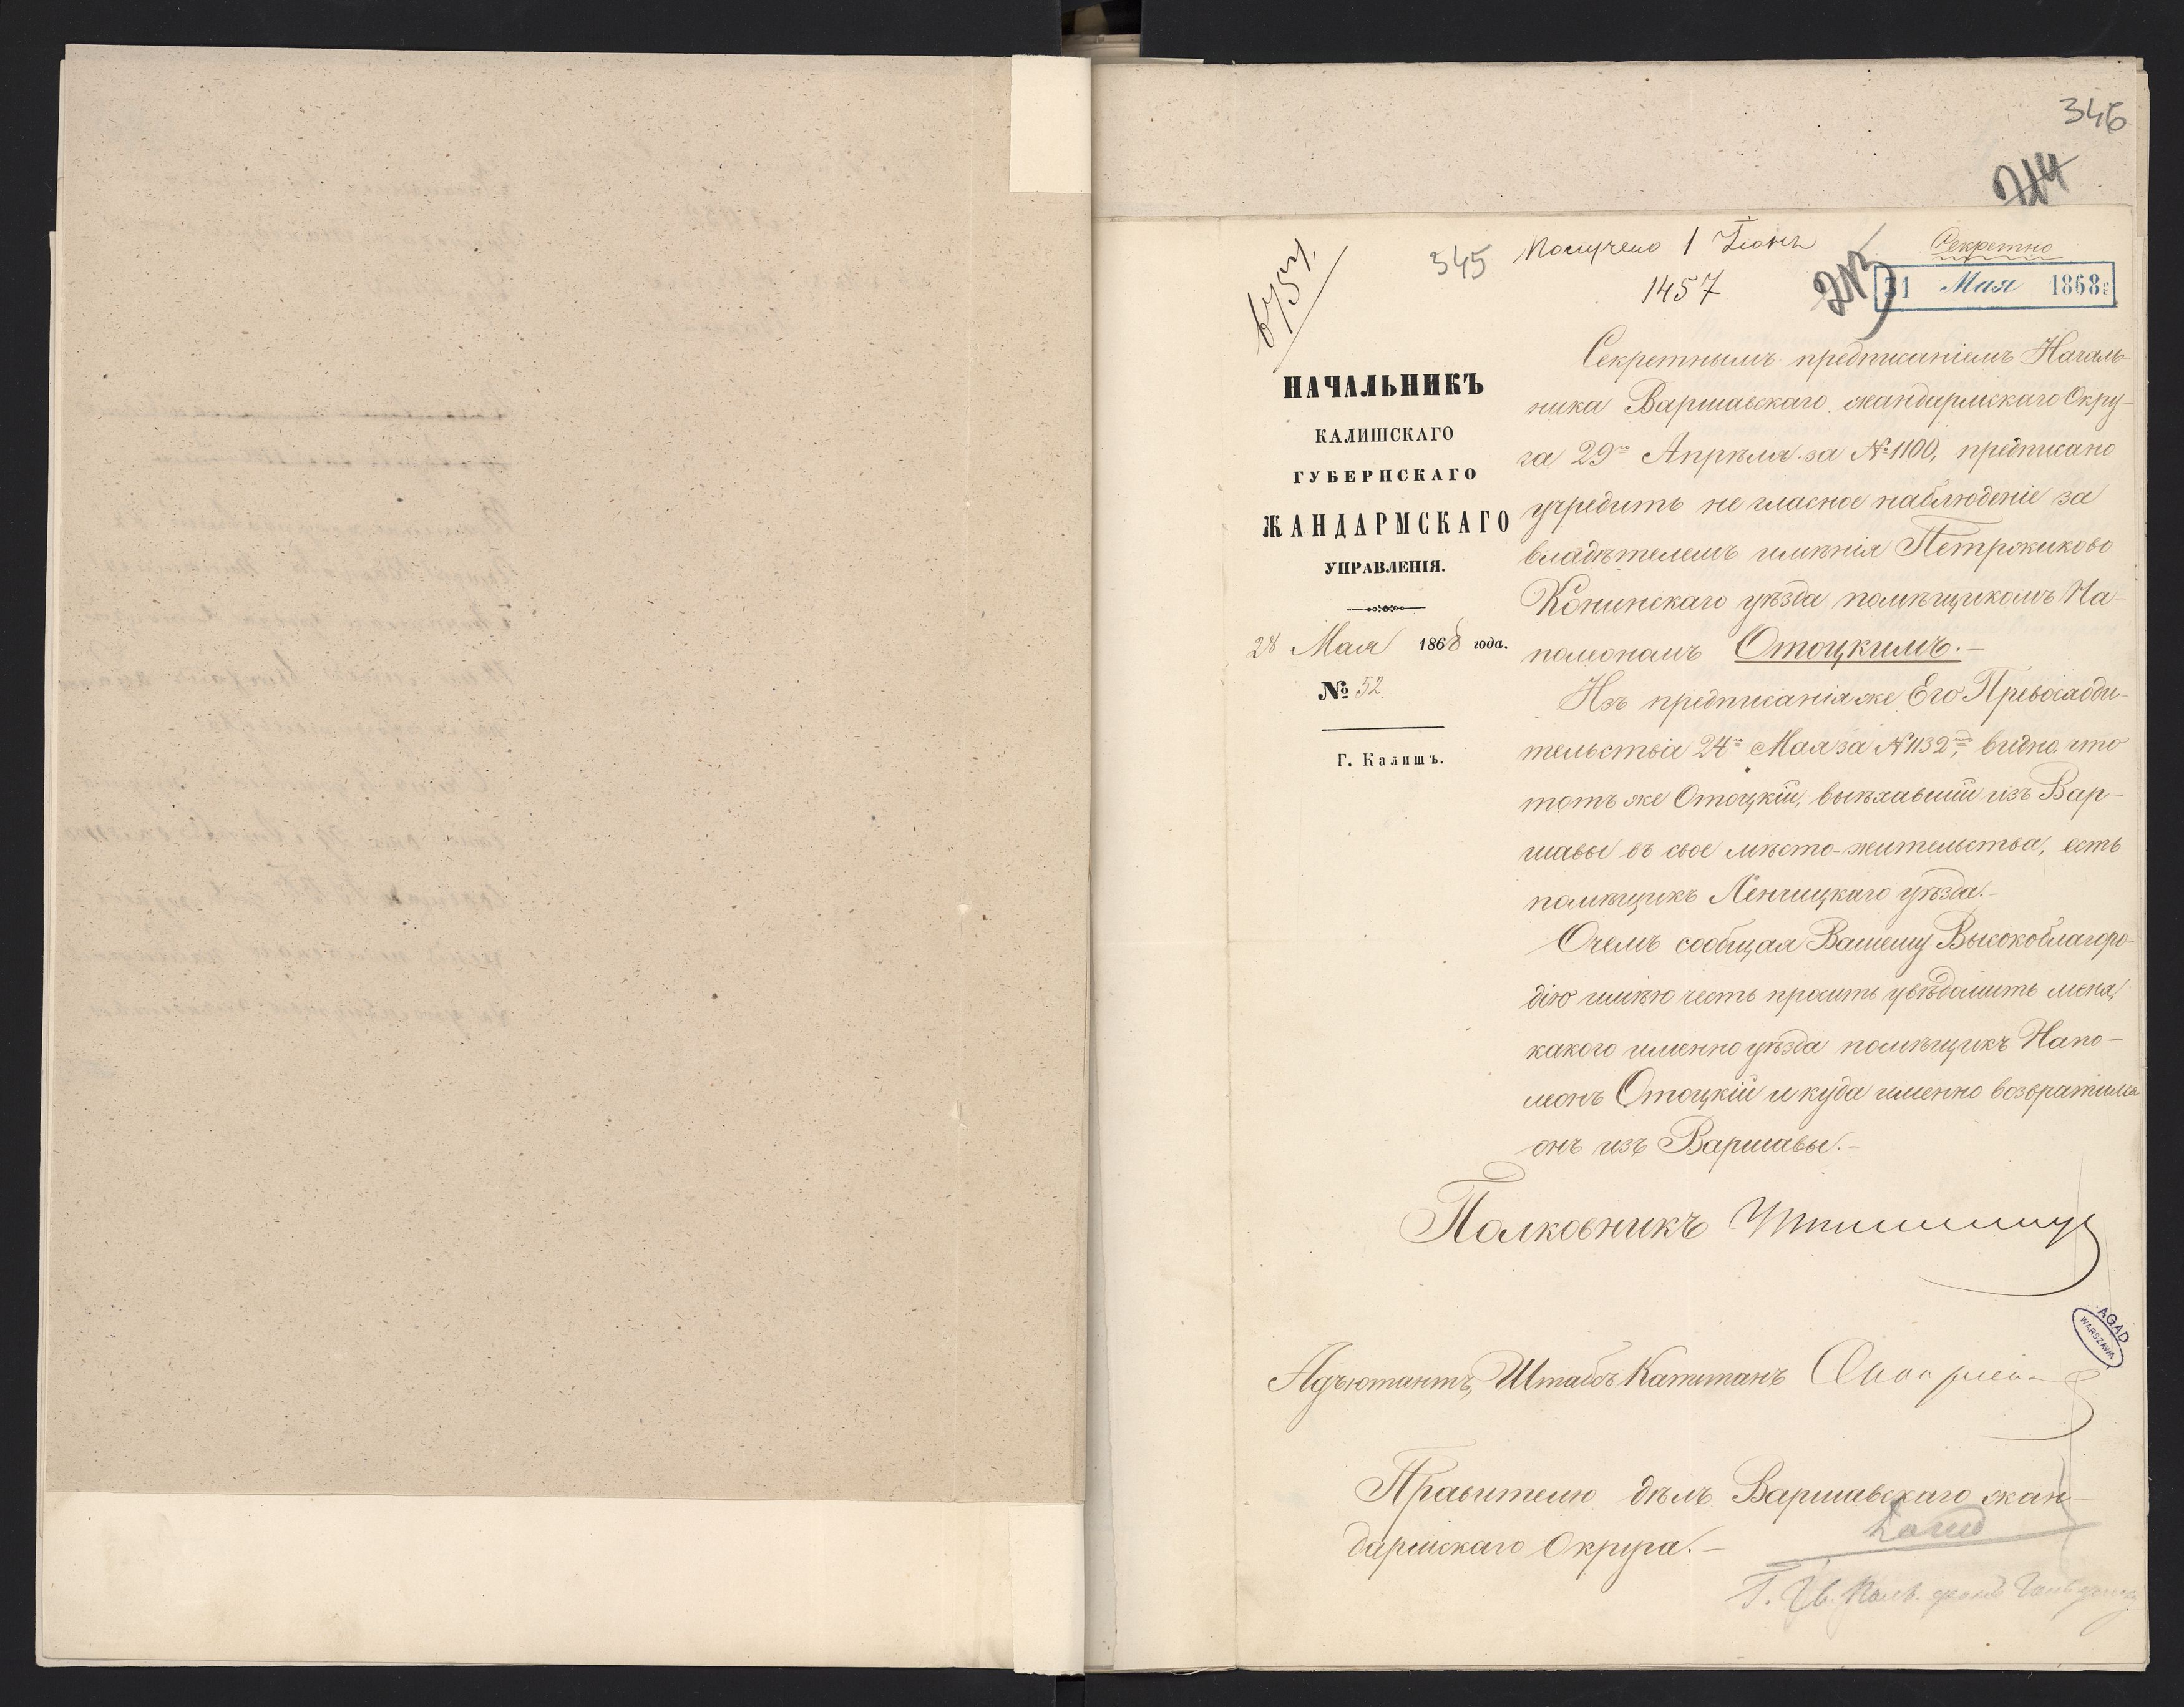 346
214
345
Получено 1 Іюня
1457
213
Секретно
31 Мая 1868 г.
НАЧАЛЬНИКЪ
КАЛИШСКАГО
ГУБЕРНСКАГО
ЖАНДАРМСКАГО
УПРАВЛЕНІЯ.
28 Мая 1868 года.
№ 52
Г. Калишъ.
Секретнымъ предписаніемъ Началь-
ника Варшавскаго жандармскаго Окру-
га 29го Апрѣля за № 1100, предписано
учредить не гласное наблюденіе за
владѣтелемъ имѣнія Петржиково
Конинскаго уѣзда помѣщикомъ На-
полеономъ Отоцкимъ.-
Изъ предписанія же Его Превосходи-
тельства 24го Мая за № 1132мъ, видно что
тотъ же Отоцкій, выѣхавшій изъ Вар-
шавы въ свое мѣсто-жительства, есть
помѣщикъ Ленчицкаго уѣзда.-
Очемъ сообщая Вашему Высокоблагоро-
дію имѣю честь просить увѣдомить меня,
какого именно уѣзда помѣщикъ Напо-
леонъ Отоцкій и куда именно возвратился
онъ изъ Варшавы.-
Полковникъ
Адъютантъ, Штабсъ Капитанъ
Правителю дѣлъ Варшавскаго жан-
дармскаго Округа.-
AGAD
WARSZAWA